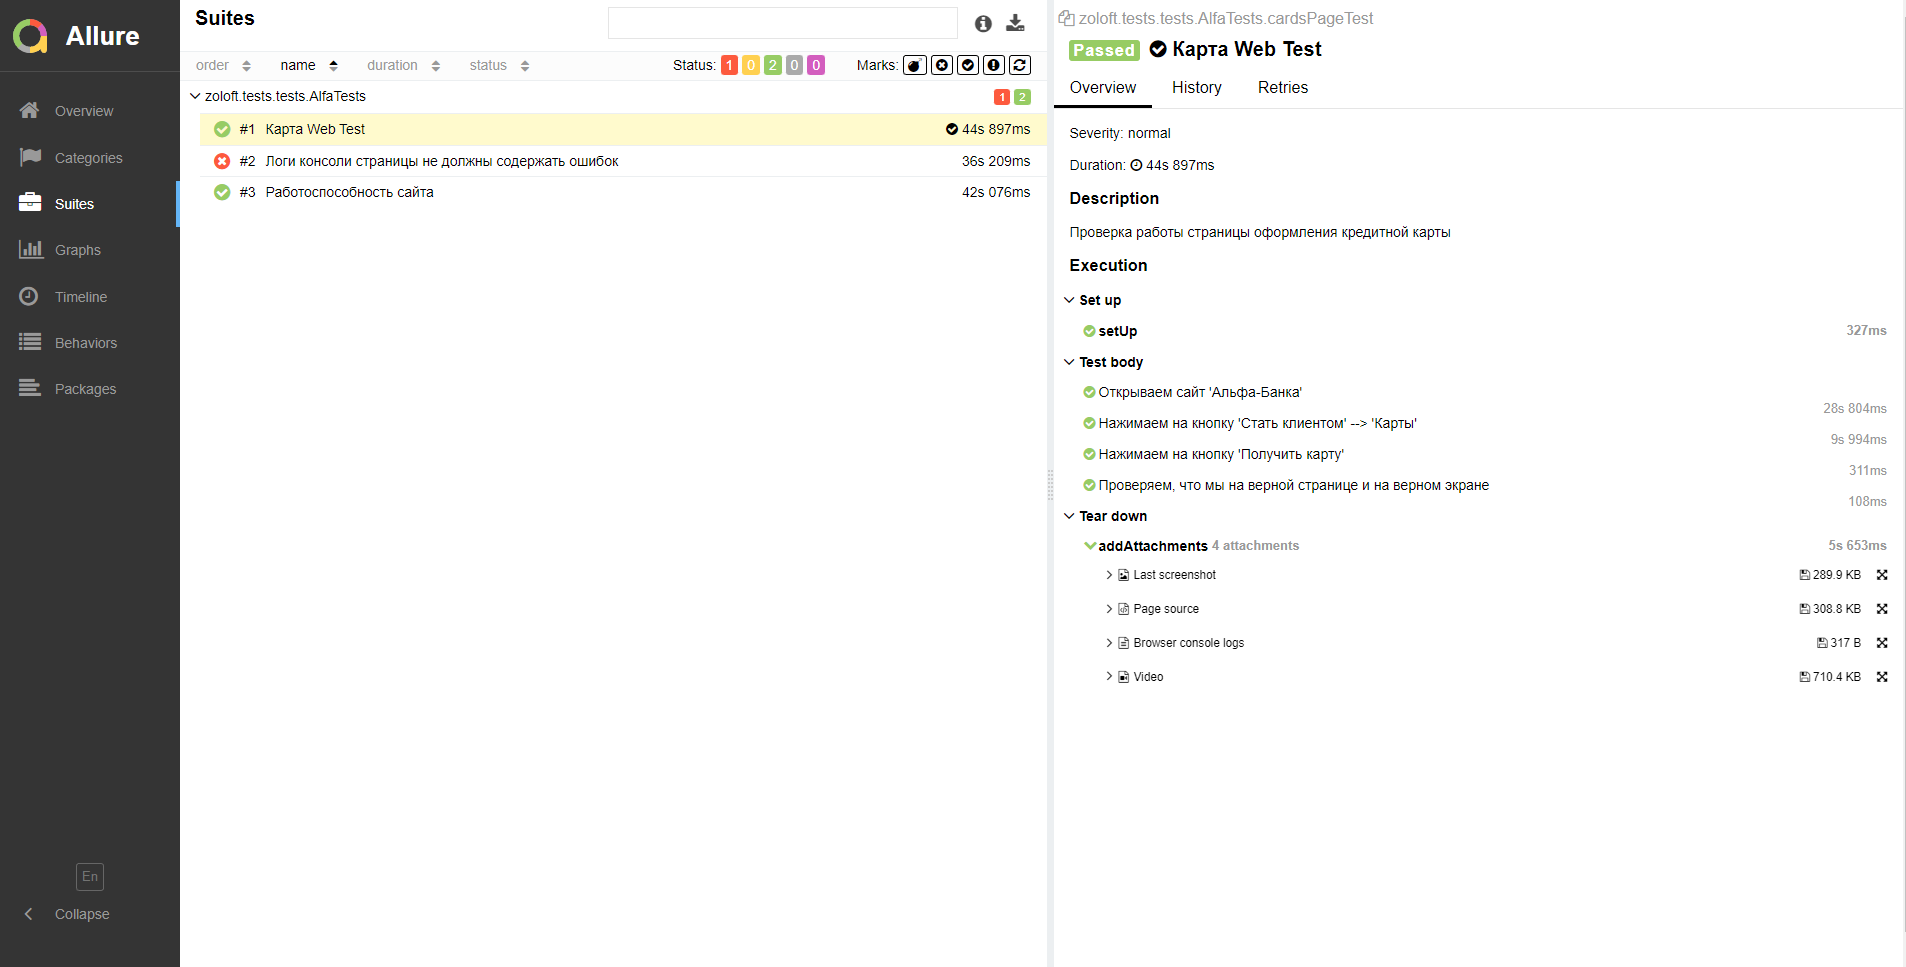 Allure
Overview
Categories
Suites
Graphs
Timeline
Behaviors
Packages
En
Collapse
Suites
order name duration status Status: 1 0 2 0 0 Marks:
zoloft.tests.tests.AlfaTests 1 2
#1 Карта Web Test 44s 897ms
#2 Логи консоли страницы не должны содержать ошибок 36s 209ms
#3 Работоспособность сайта 42s 076ms
zoloft.tests.tests.AlfaTests.cardsPageTest
Passed Карта Web Test
Overview History Retries
Severity: normal
Duration: 44s 897ms
Description
Проверка работы страницы оформления кредитной карты
Execution
Set up
setUp 327ms
Test body
Открываем сайт 'Альфа-Банка'
28s 804ms
Нажимаем на кнопку 'Стать клиентом' --> 'Карты'
9s 994ms
Нажимаем на кнопку 'Получить карту'
311ms
Проверяем, что мы на верной странице и на верном экране
108ms
Tear down
addAttachments 4 attachments 5s 653ms
Last screenshot 289.9 KB
Page source 308.8 KB
Browser console logs 317 B
Video 710.4 KB